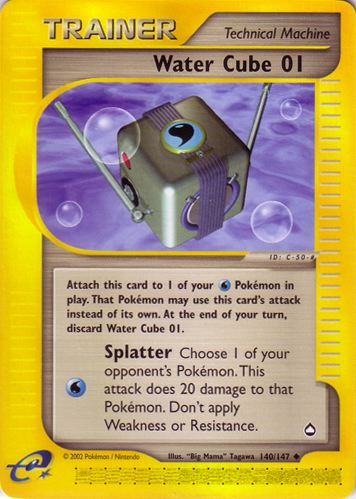 TRAINER
Technical Machine
Water Cube 01
ID: C-50-#
Attach this card to 1 of your Pokémon in
play. That Pokémon may use this card's attack
instead of its own. At the end of your turn,
discard Water Cube 01.
Splatter Choose 1 of your
opponent's Pokémon. This
attack does 20 damage to that
Pokémon. Don't apply
Weakness or Resistance.
© 2002 Pokémon / Nintendo
Illus. "Big Mama" Tagawa 140/147
e